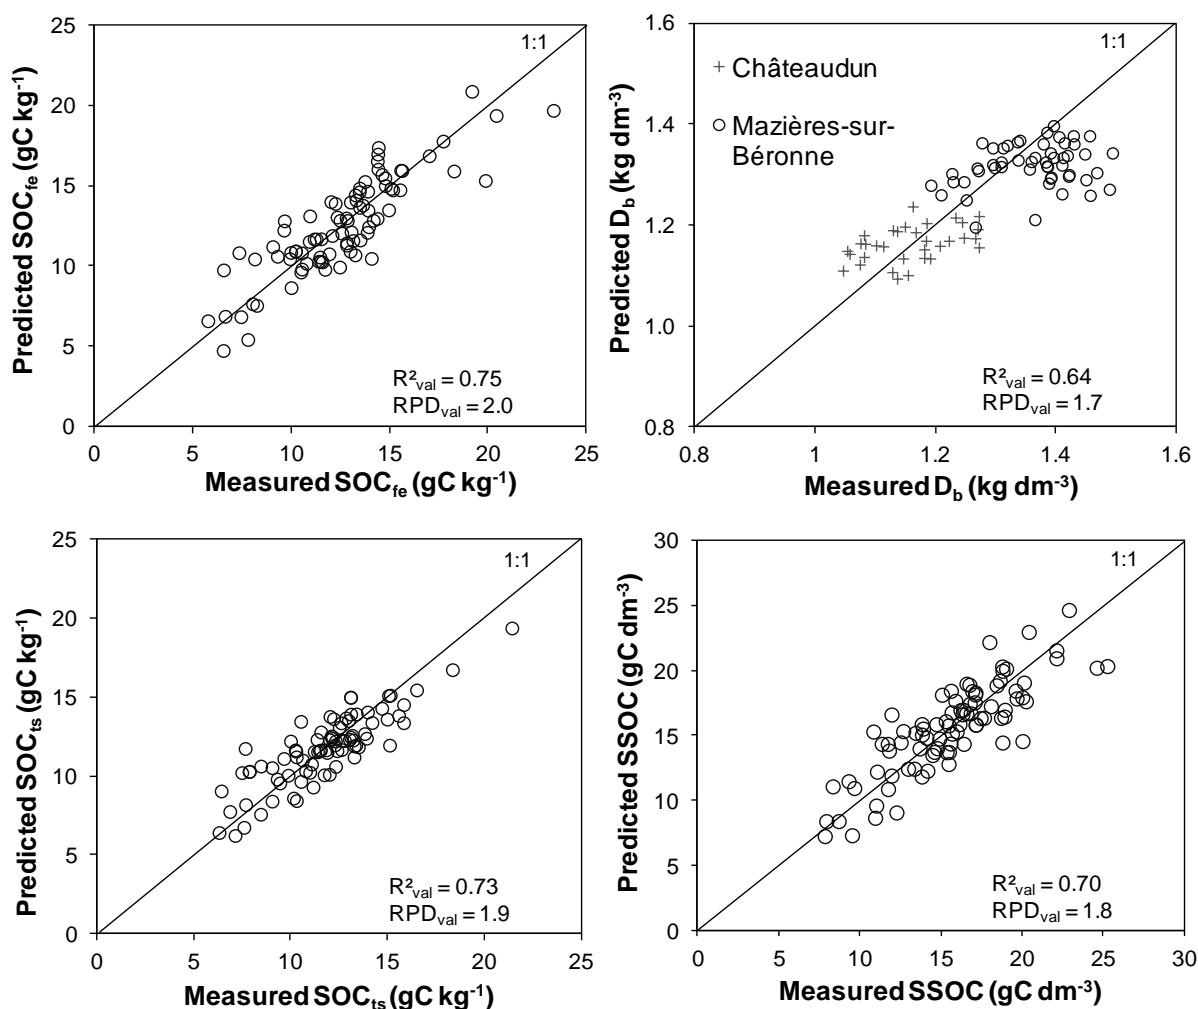 25
20
15
10
5
0
0
5
10
15
20
25
Predicted SOCfe (gC kg-1)
Measured SOCfe (gC kg-1)
1:1
R²val = 0.75
RPDval = 2.0
1.6
1.4
1.2
1.0
0.8
0.8
1
1.2
1.4
1.6
Predicted Db (kg dm-3)
Measured Db (kg dm-3)
1:1
Châteaudun
Mazières-sur-
Béronne
R²val = 0.64
RPDval = 1.7
25
20
15
10
5
0
0
5
10
15
20
25
Predicted SOCts (gC kg-1)
Measured SOCts (gC kg-1)
1:1
R²val = 0.73
RPDval = 1.9
30
25
20
15
10
5
0
0
5
10
15
20
25
30
Predicted SSOC (gC dm-3)
Measured SSOC (gC dm-3)
1:1
R²val = 0.70
RPDval = 1.8